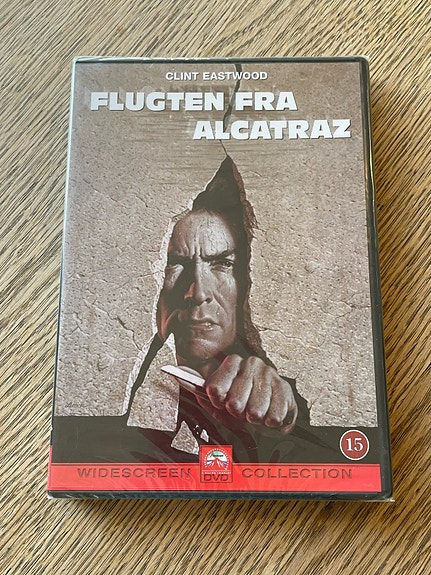 CLINT EASTWOOD
FLUGTEN FRA
ALCATRAZ
15
WIDESCREEN DVD COLLECTION